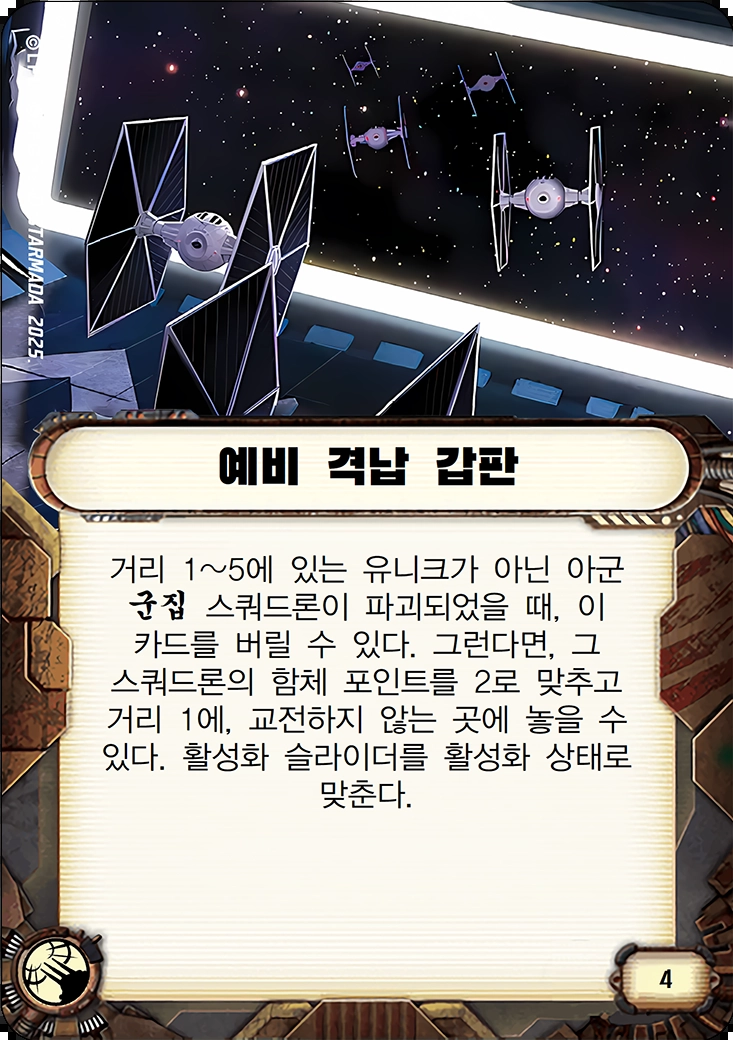 ©L
TARMADA 2025.
예비 격납 갑판
거리 1~5에 있는 유니크가 아닌 아군
군집 스쿼드론이 파괴되었을 때, 이
카드를 버릴 수 있다. 그런다면, 그
스쿼드론의 함체 포인트를 2로 맞추고
거리 1에, 교전하지 않는 곳에 놓을 수
있다. 활성화 슬라이더를 활성화 상태로
맞춘다.
4